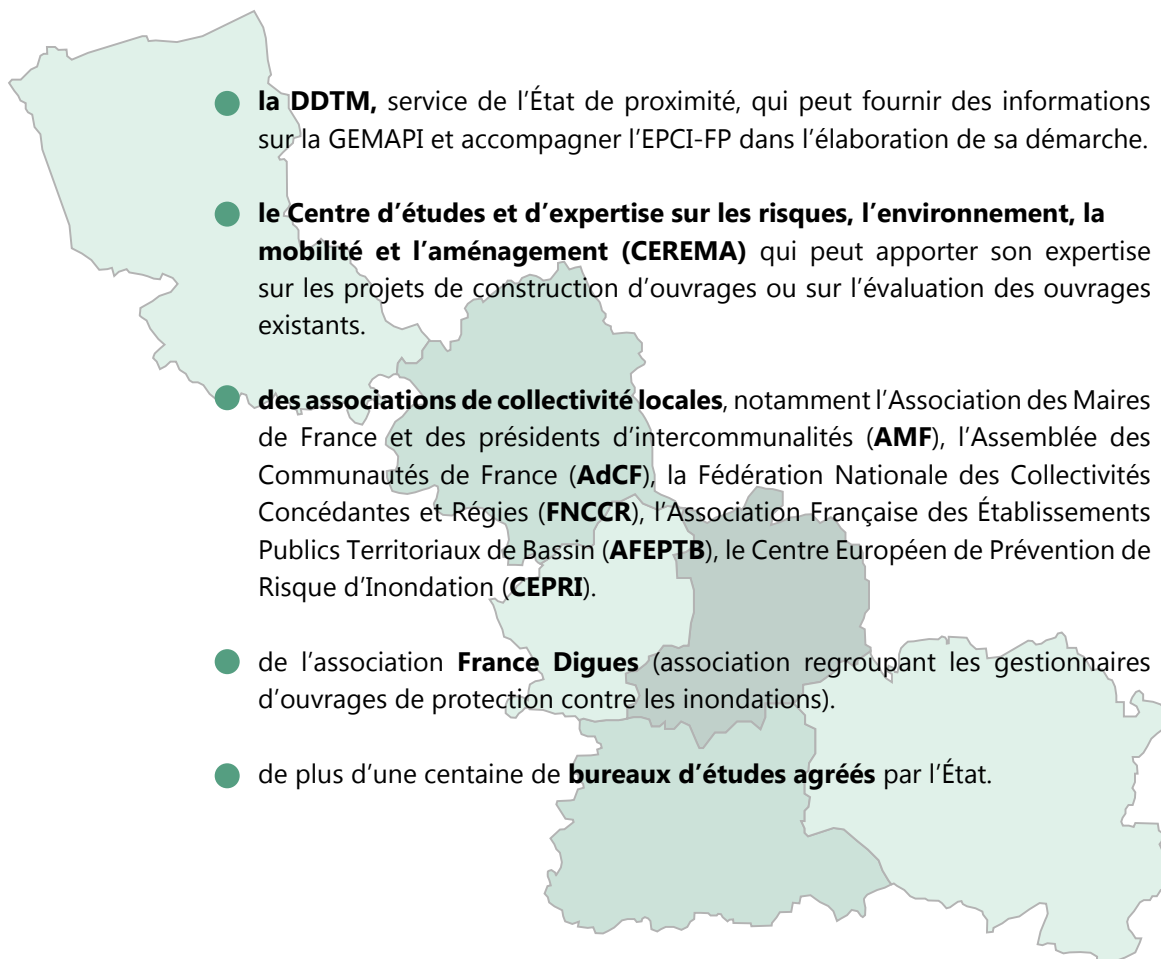 la DDTM, service de l'État de proximité, qui peut fournir des informations
sur la GEMAPI et accompagner l'EPCI-FP dans l'élaboration de sa démarche.
le Centre d'études et d'expertise sur les risques, l'environnement, la
mobilité et l'aménagement (CEREMA) qui peut apporter son expertise
sur les projets de construction d'ouvrages ou sur l'évaluation des ouvrages
existants.
des associations de collectivité locales, notamment l'Association des Maires
de France et des présidents d'intercommunalités (AMF), l'Assemblée des
Communautés de France (AdCF), la Fédération Nationale des Collectivités
Concédantes et Régies (FNCCR), l'Association Française des Établissements
Publics Territoriaux de Bassin (AFEPTB), le Centre Européen de Prévention de
Risque d'Inondation (CEPRI).
de l'association France Digues (association regroupant les gestionnaires
d'ouvrages de protection contre les inondations).
de plus d'une centaine de bureaux d'études agréés par l'État.